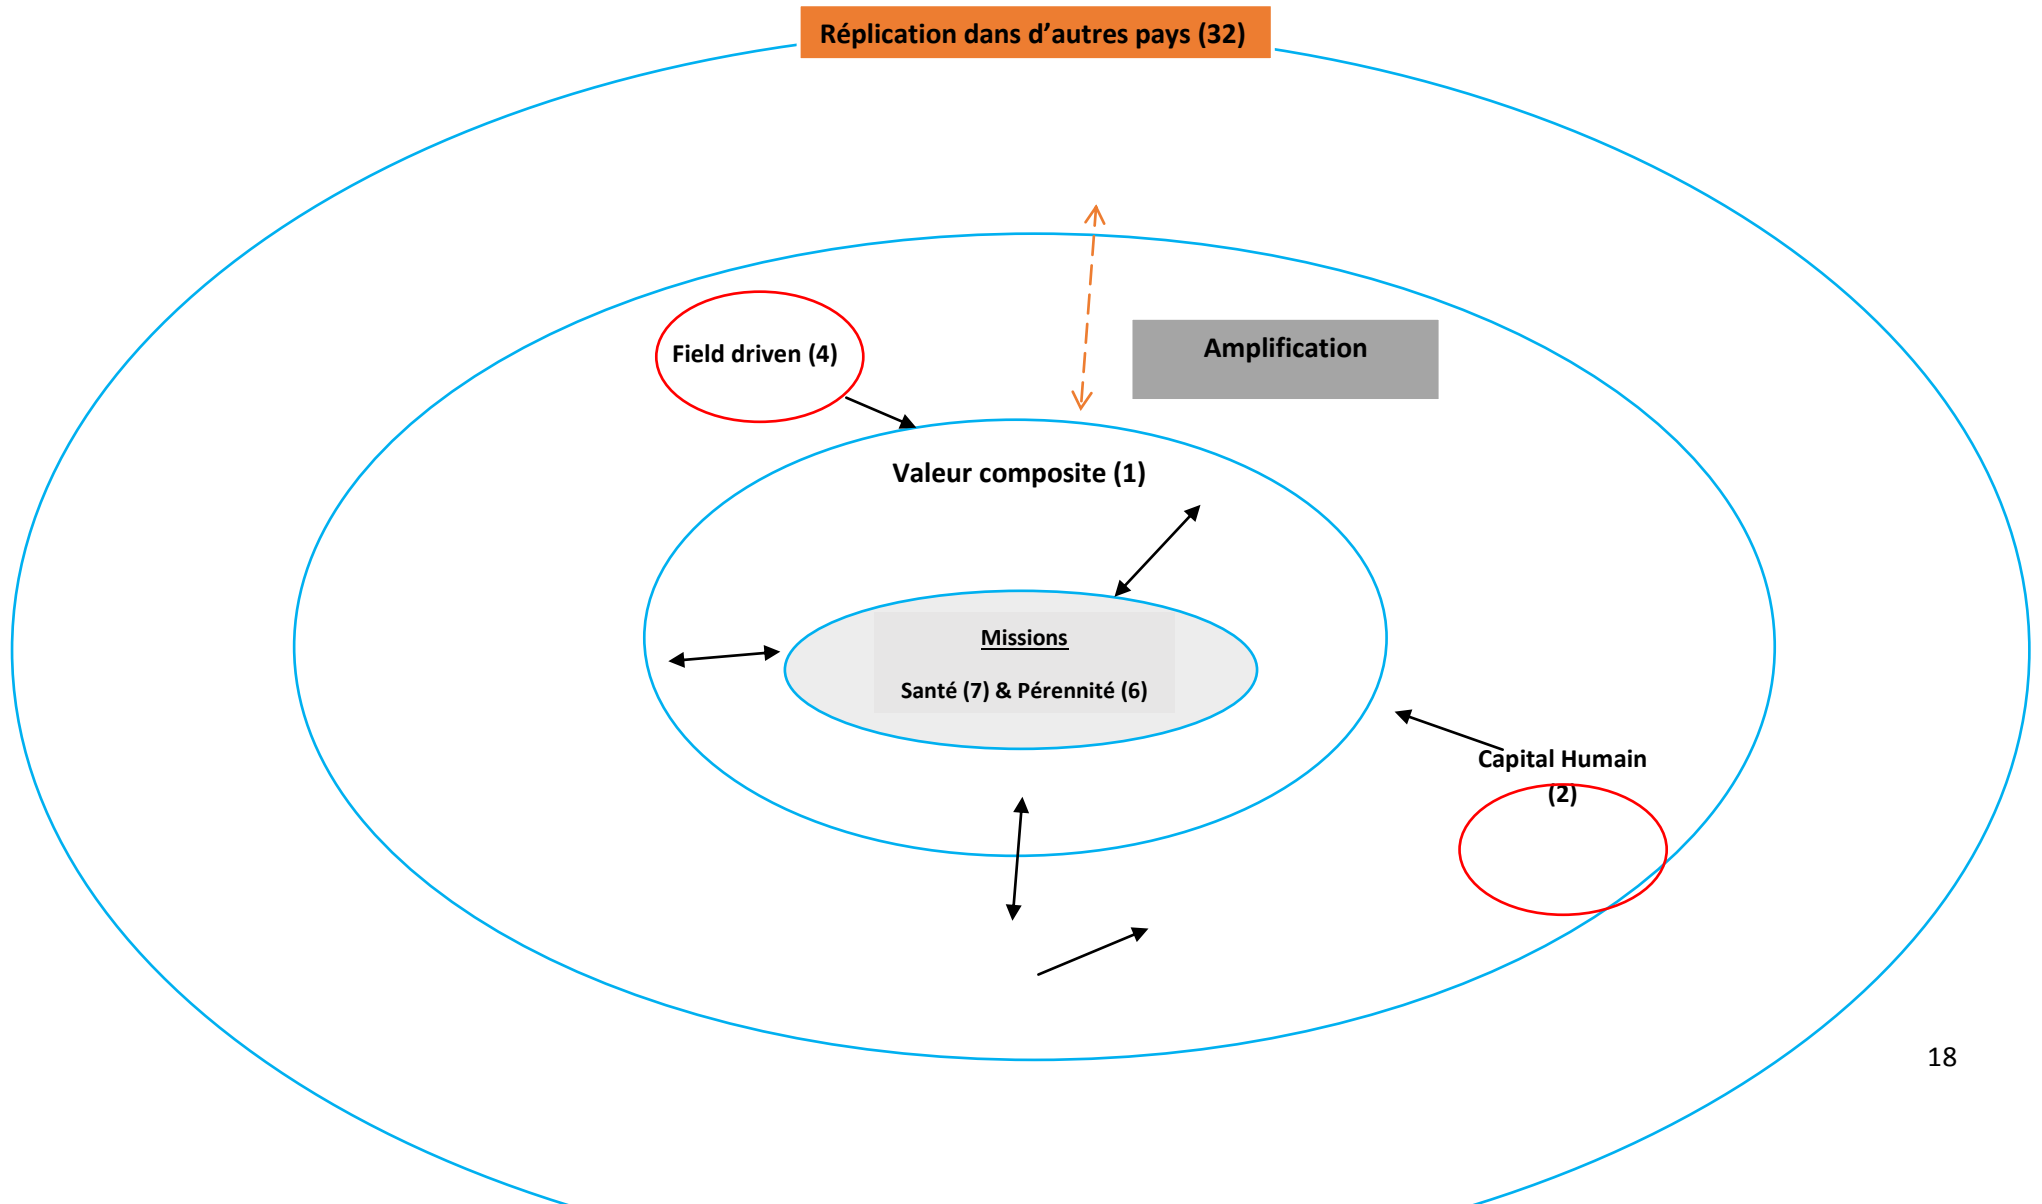 Réplication dans d’autres pays (32)
Field driven (4)
Amplification
Valeur composite (1)
Missions
Santé (7) & Pérennité (6)
Capital Humain
(2)
18